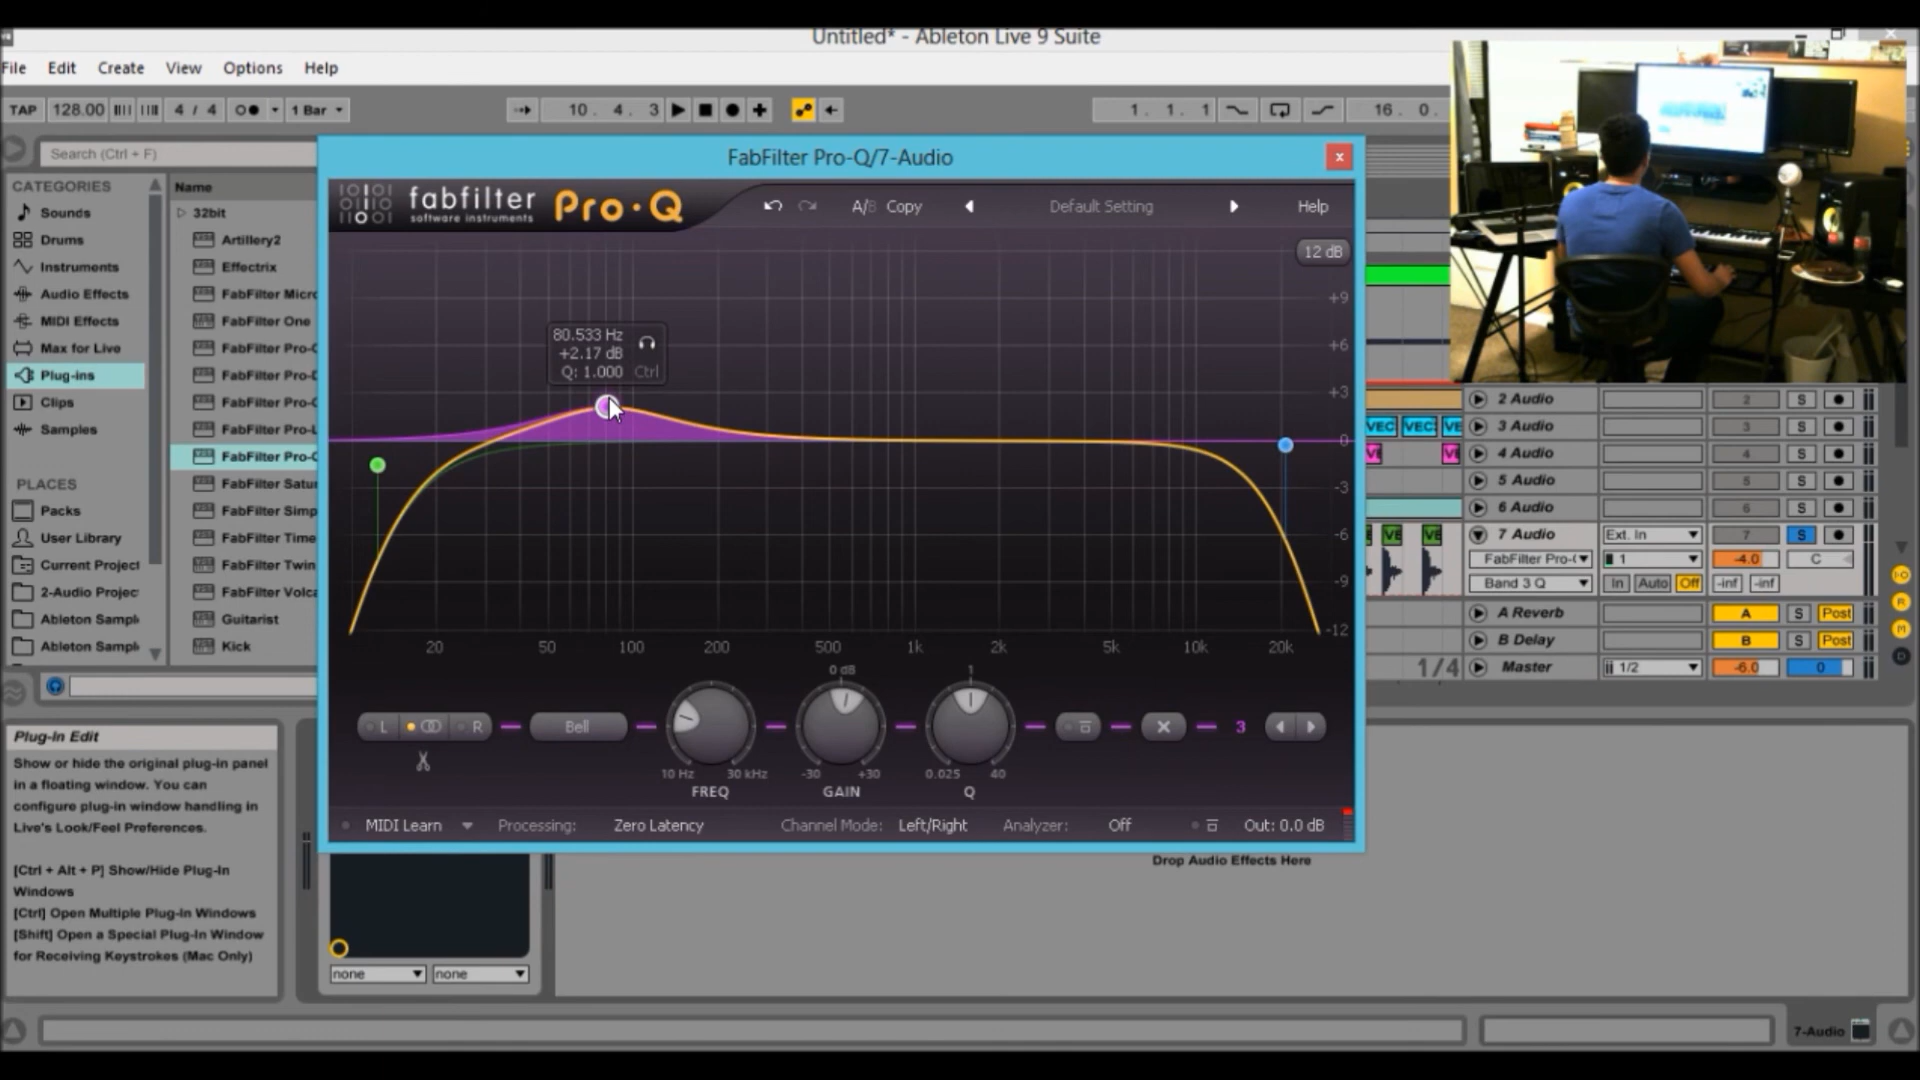 Untitled* - Ableton Live 9 Suite
File Edit Create View Options Help
TAP 128.00 4 / 4 1 Bar 10. 4. 3 1. 1. 1 16. 0.
Search (Ctrl + F)
FabFilter Pro-Q/7-Audio
x
CATEGORIES
Sounds
Drums
Instruments
Audio Effects
MIDI Effects
Max for Live
Plug-ins
Clips
Samples
PLACES
Packs
User Library
Current Project
2-Audio Projec
Ableton Sampl
Ableton Sampl
Name
32bit
Artillery2
Effectrix
FabFilter Micro
FabFilter One
FabFilter Pro-C
FabFilter Pro-D
FabFilter Pro-G
FabFilter Pro-L
FabFilter Pro-Q
FabFilter Satur
FabFilter Simp
FabFilter Time
FabFilter Twin
FabFilter Volca
Guitarist
Kick
fabfilter
software instruments
Pro·Q
A/B Copy Default Setting Help
12 dB
80.533 Hz
+2.17 dB
Q: 1.000 Ctrl
+9
+6
+3
0
-3
-6
-9
-12
20 50 100 200 500 1k 2k 5k 10k 20k
0 dB 1
L R Bell 3
10 Hz 30 kHz -30 +30 0.025 40
FREQ GAIN Q
MIDI Learn Processing: Zero Latency Channel Mode: Left/Right Analyzer: Off Out: 0.0 dB
2 Audio 2 S
VEC VEC VE 3 Audio 3 S
4 Audio 4 S
5 Audio 5 S
6 Audio 6 S
VE VE 7 Audio Ext. In 7 S
FabFilter Pro-( 1 -4.0 C
Band 3 Q In Auto Off -inf -inf
A Reverb A S Post
B Delay B S Post
1/4 Master 1/2 -6.0 0
Plug-In Edit
Show or hide the original plug-in panel
in a floating window. You can
configure plug-in window handling in
Live's Look/Feel Preferences.
[Ctrl + Alt + P] Show/Hide Plug-In
Windows
[Ctrl] Open Multiple Plug-In Windows
[Shift] Open a Special Plug-In Window
for Receiving Keystrokes (Mac Only)
none none
Drop Audio Effects Here
7-Audio